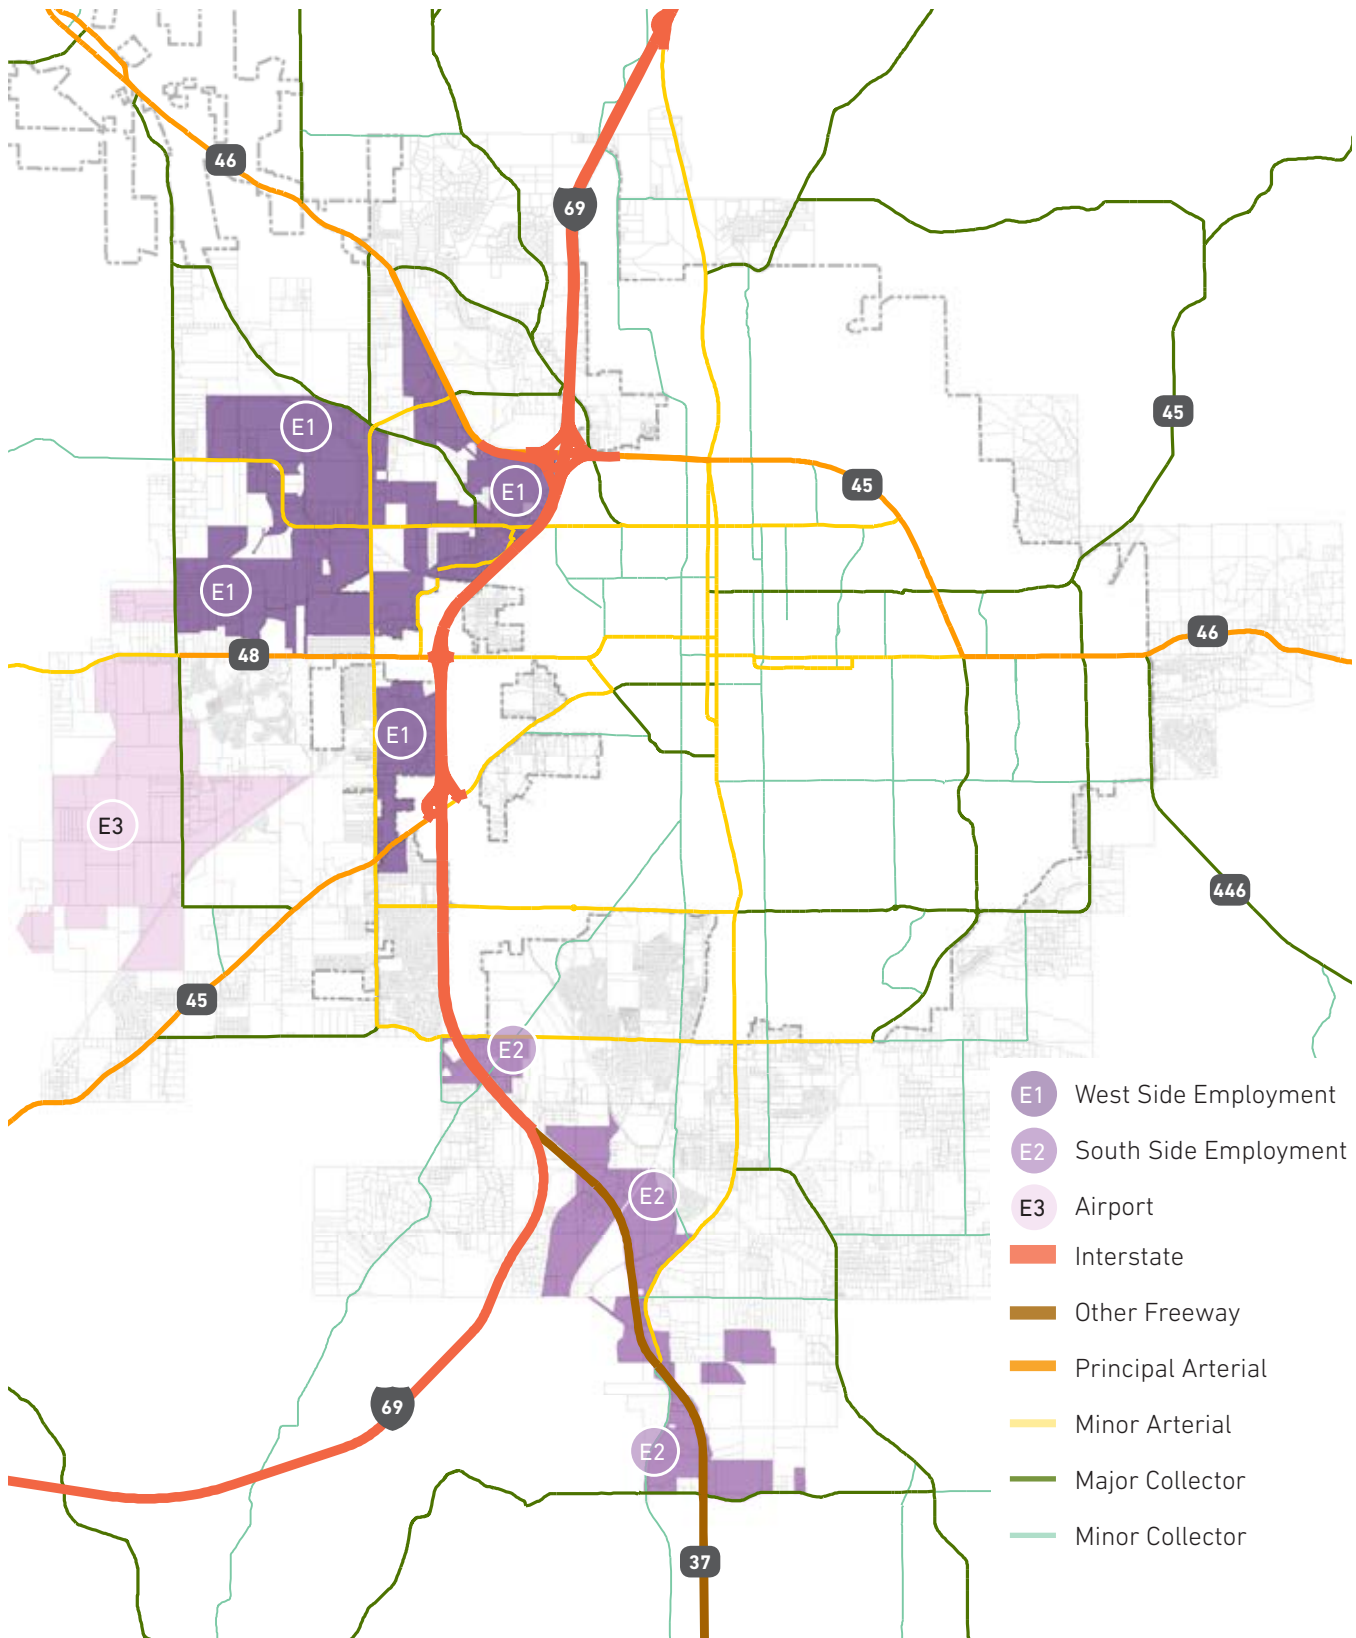 46
69
45
E1
E1
45
E1
46
48
E1
E3
446
45
E2
E1 West Side Employment
E2 South Side Employment
E2
E3 Airport
Interstate
Other Freeway
Principal Arterial
69
Minor Arterial
E2
Major Collector
Minor Collector
37